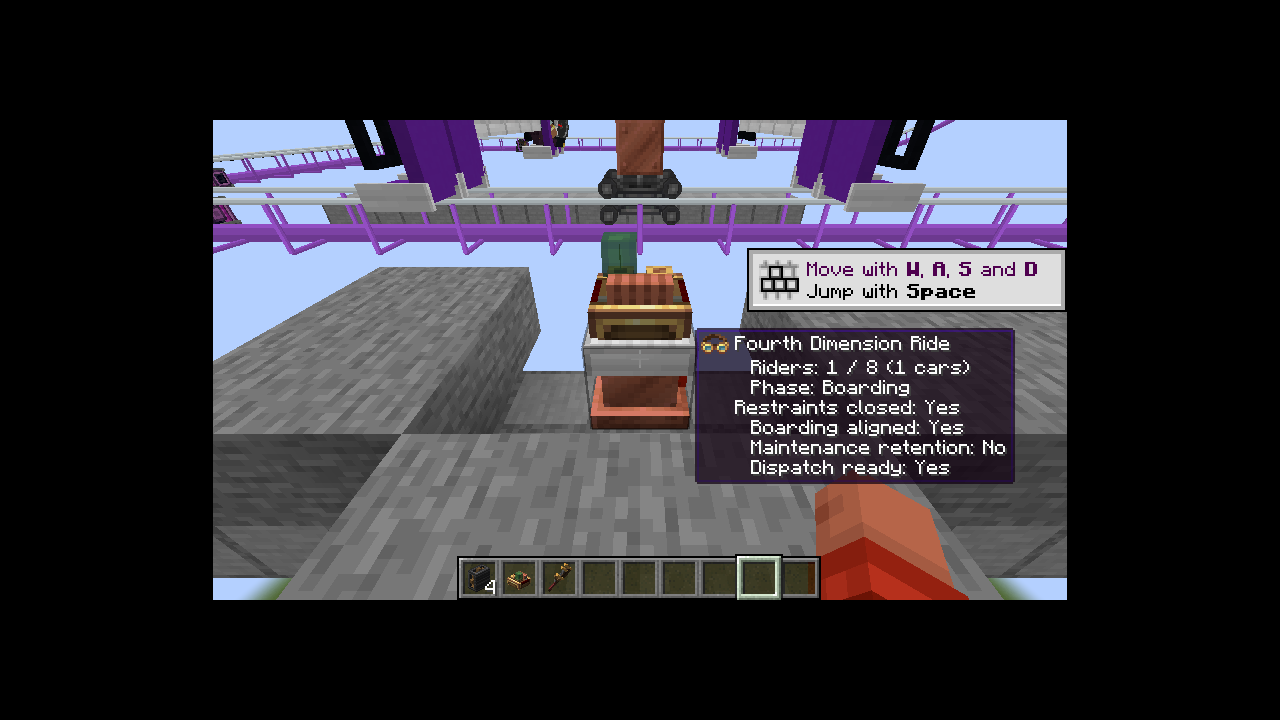 Move with W, A, S and D
Jump with Space
Fourth Dimension Ride
Riders: 1 / 8 (1 cars)
Phase: Boarding
Restraints closed: Yes
Boarding aligned: Yes
Maintenance retention: No
Dispatch ready: Yes
4